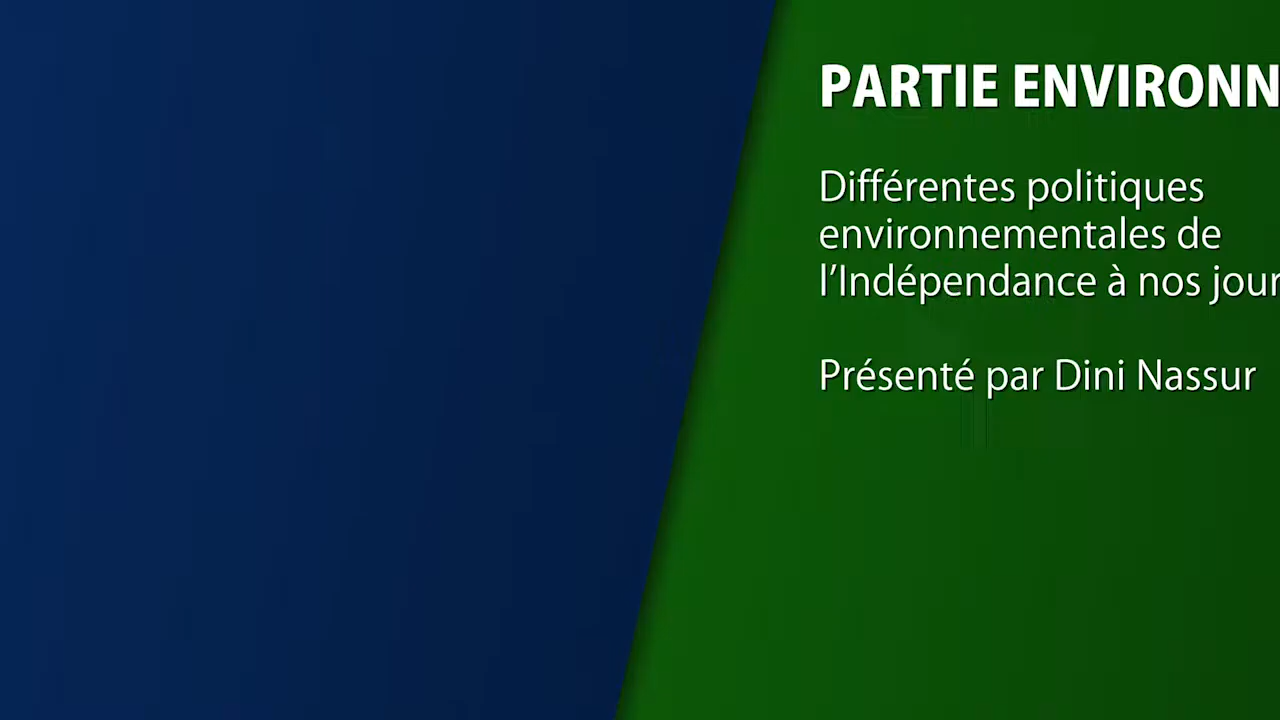 PARTIE ENVIRONN
Différentes politiques
environnementales de
l’Indépendance à nos jour
Présenté par Dini Nassur